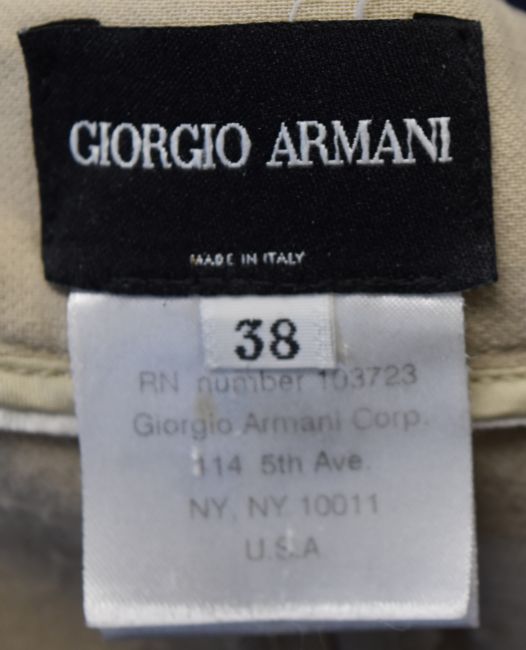 GIORGIO ARMANI
MADE IN ITALY
38
RN number 103723
Giorgio Armani Corp.
114 5th Ave.
NY, NY 10011
U.S.A